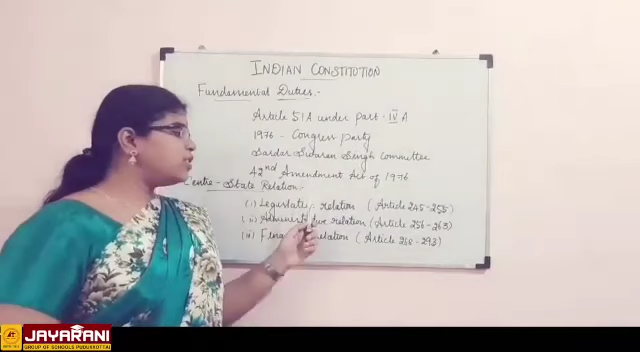 INDIAN CONSTITUTION
Fundamental Duties:-
Article 51A under part - IV A
1976 - Congress party
Sardar Swaran Singh Committee
42nd Amendment Act of 1976
Centre - State Relation:-
(i) Legislative relation (Article 245-255)
(ii) relation (Article 256-263)
(iii) relation (Article 268-293)
JAYARANI
GROUP OF SCHOOLS PUDUKKOTTAI